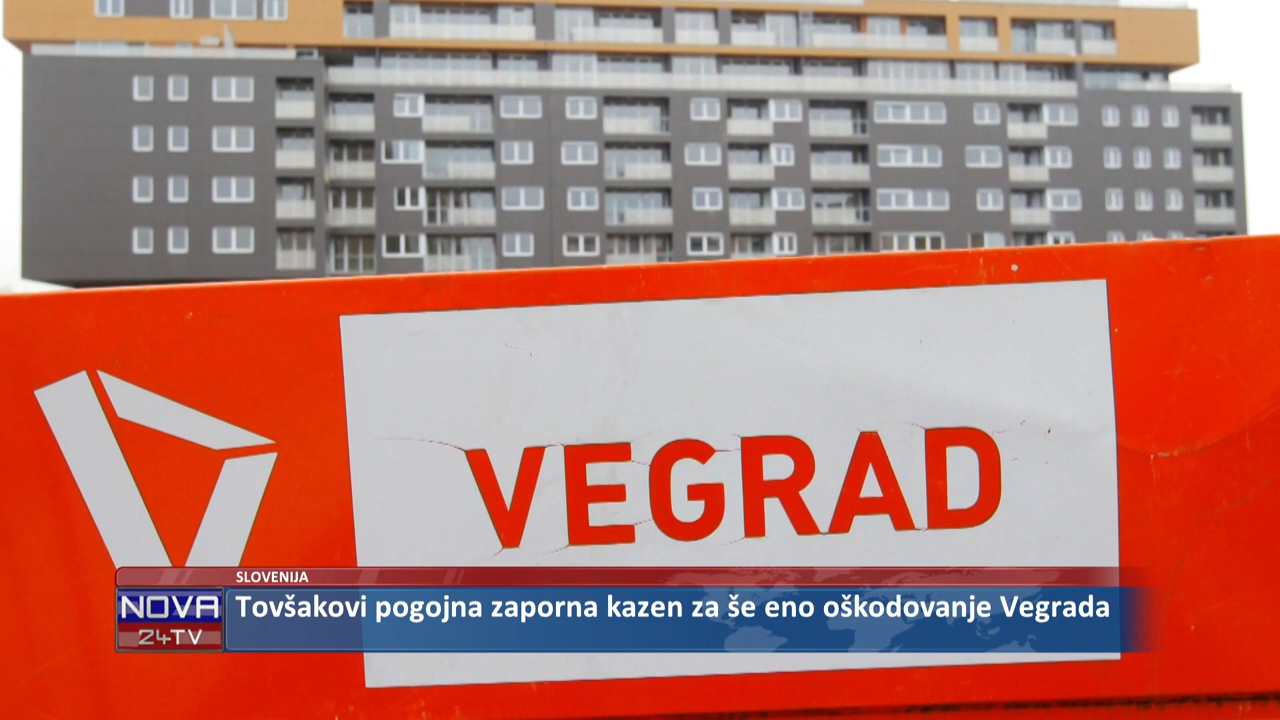 VEGRAD
SLOVENIJA
NOVA
24TV
Tovšakovi pogojna zaporna kazen za še eno oškodovanje Vegrada